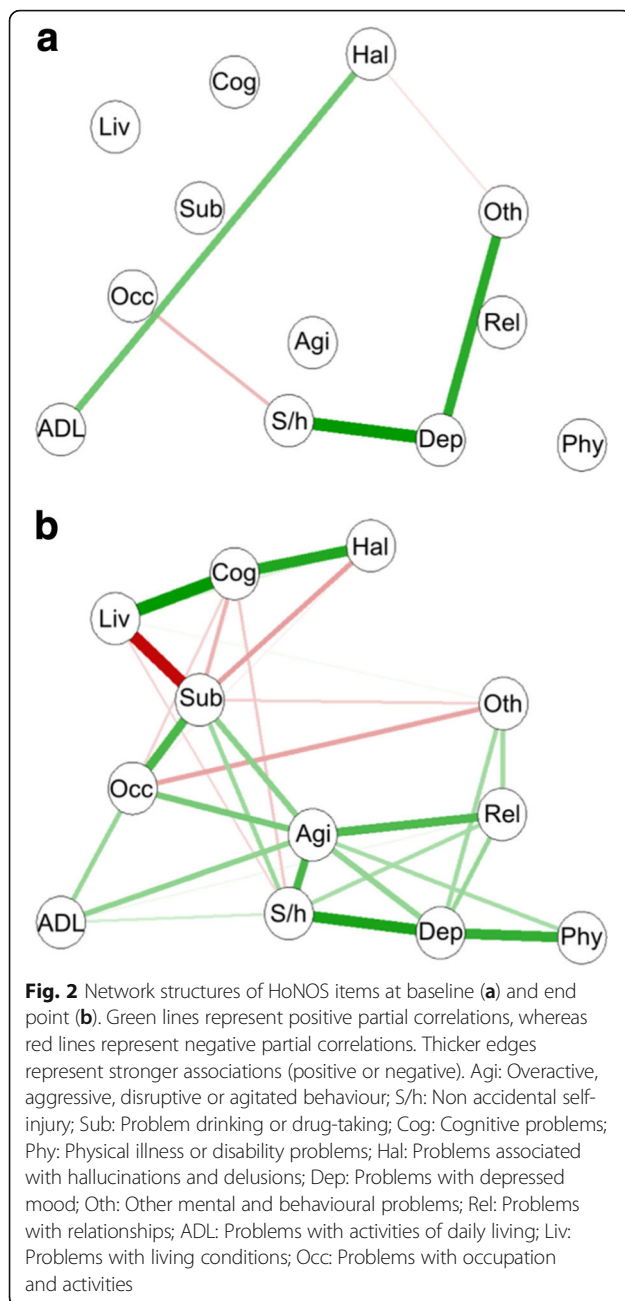 a
Hal
Cog
Liv
Sub
Oth
Occ
Rel
Agi
ADL
S/h
Dep
Phy
b
Hal
Cog
Liv
Sub
Oth
Occ
Rel
Agi
ADL
S/h
Dep
Phy
Fig. 2 Network structures of HoNOS items at baseline (a) and end
point (b). Green lines represent positive partial correlations, whereas
red lines represent negative partial correlations. Thicker edges
represent stronger associations (positive or negative). Agi: Overactive,
aggressive, disruptive or agitated behaviour; S/h: Non accidental self-
injury; Sub: Problem drinking or drug-taking; Cog: Cognitive problems;
Phy: Physical illness or disability problems; Hal: Problems associated
with hallucinations and delusions; Dep: Problems with depressed
mood; Oth: Other mental and behavioural problems; Rel: Problems
with relationships; ADL: Problems with activities of daily living; Liv:
Problems with living conditions; Occ: Problems with occupation
and activities